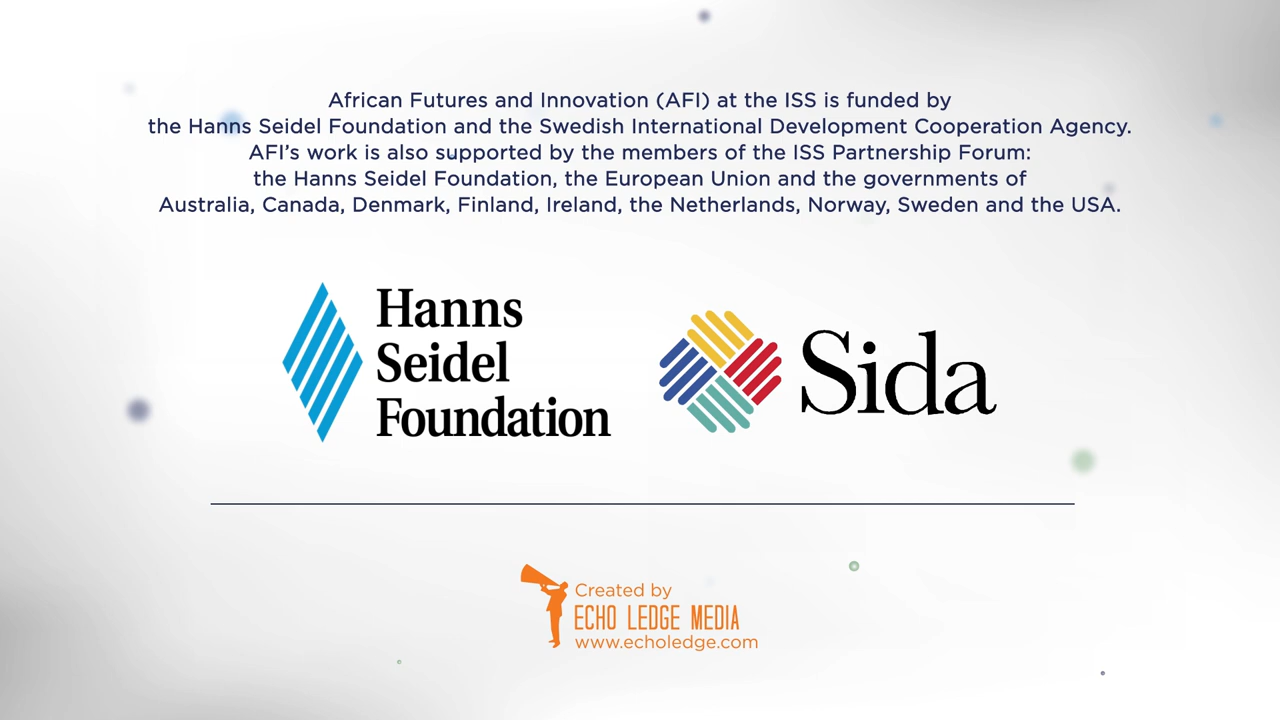 African Futures and Innovation (AFI) at the ISS is funded by
the Hanns Seidel Foundation and the Swedish International Development Cooperation Agency.
AFI's work is also supported by the members of the ISS Partnership Forum:
the Hanns Seidel Foundation, the European Union and the governments of
Australia, Canada, Denmark, Finland, Ireland, the Netherlands, Norway, Sweden and the USA.
Hanns
Seidel
Foundation
Sida
Created by
ECHO LEDGE MEDIA
www.echoledge.com